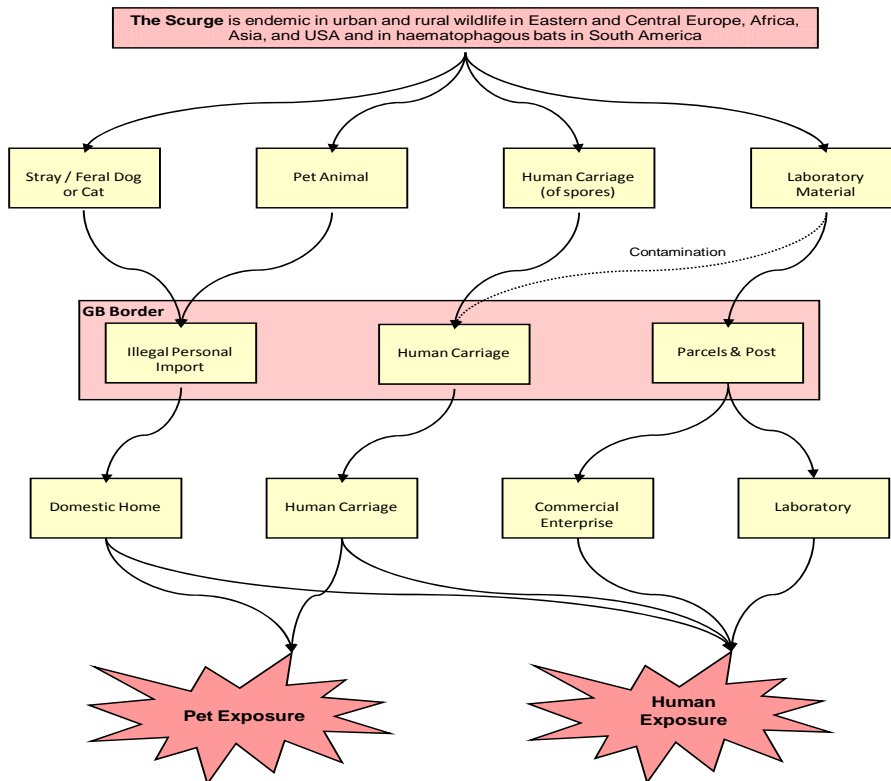 The Scurge is endemic in urban and rural wildlife in Eastern and Central Europe, Africa,
Asia, and USA and in haematophagous bats in South America
Stray / Feral Dog
or Cat
Pet Animal
Human Carriage
(of spores)
Laboratory
Material
Contamination
GB Border
Illegal Personal
Import
Human Carriage
Parcels & Post
Domestic Home
Human Carriage
Commercial
Enterprise
Laboratory
Pet Exposure
Human
Exposure